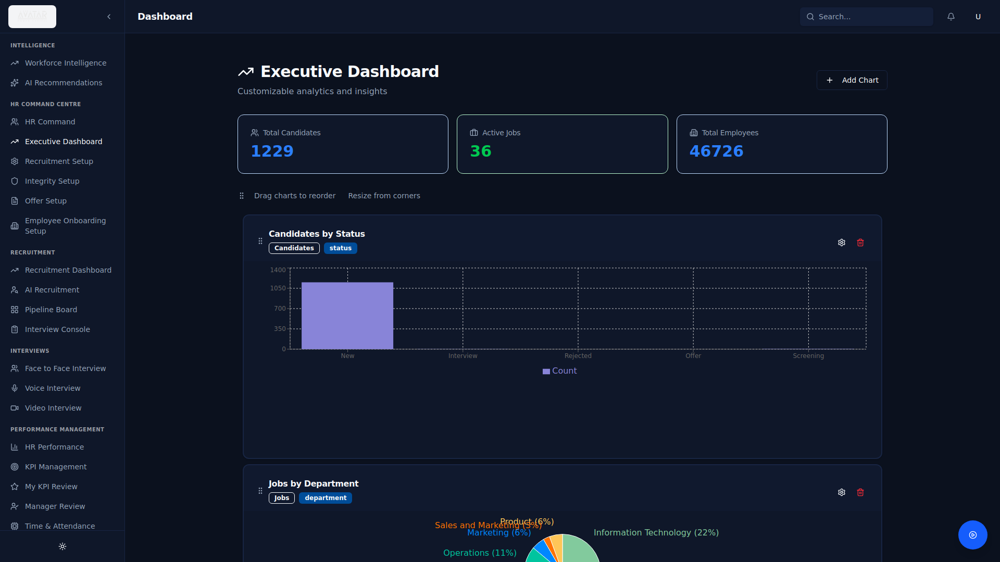 AVATAR
Dashboard
Search...
U
INTELLIGENCE
Workforce Intelligence
AI Recommendations
HR COMMAND CENTRE
HR Command
Executive Dashboard
Recruitment Setup
Integrity Setup
Offer Setup
Employee Onboarding
Setup
RECRUITMENT
Recruitment Dashboard
AI Recruitment
Pipeline Board
Interview Console
INTERVIEWS
Face to Face Interview
Voice Interview
Video Interview
PERFORMANCE MANAGEMENT
HR Performance
KPI Management
My KPI Review
Manager Review
Time & Attendance
Executive Dashboard
Customizable analytics and insights
Add Chart
Total Candidates
1229
Active Jobs
36
Total Employees
46726
Drag charts to reorder Resize from corners
Candidates by Status
Candidates status
1400
1050
700
350
0
New Interview Rejected Offer Screening
Count
Jobs by Department
Jobs department
Product (6%)
Sales and Marketing (3%)
Marketing (6%)
Information Technology (22%)
Operations (11%)